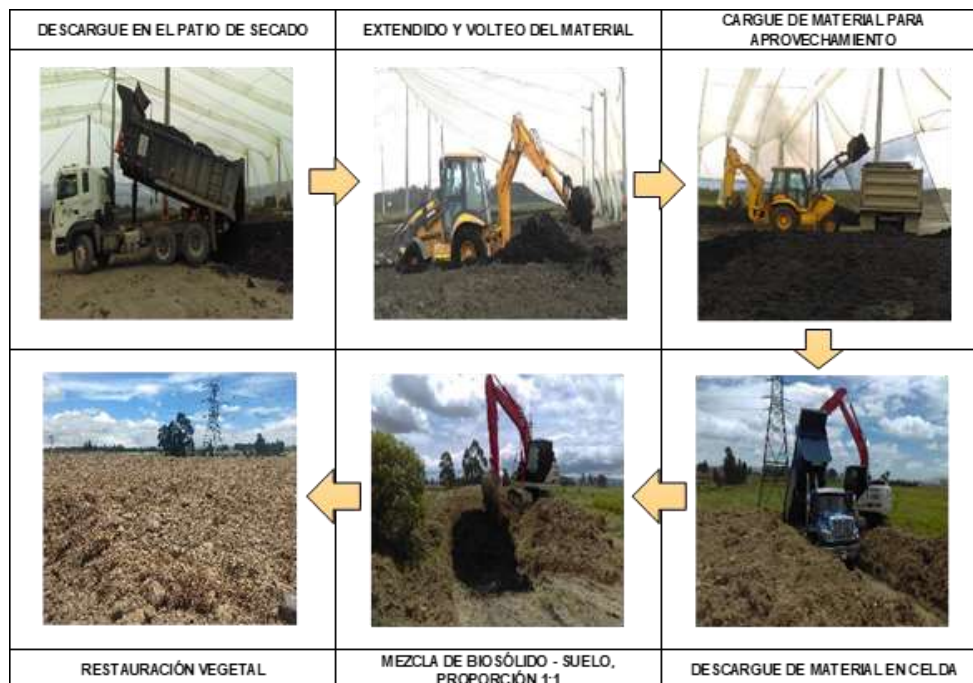 DESCARGUE EN EL PATIO DE SECADO
EXTENDIDO Y VOLTEO DEL MATERIAL
CARGUE DE MATERIAL PARA
APROVECHAMIENTO
RESTAURACIÓN VEGETAL
MEZCLA DE BIOSÓLIDO - SUELO,
PROPORCIÓN 1:1
DESCARGUE DE MATERIAL EN CELDA